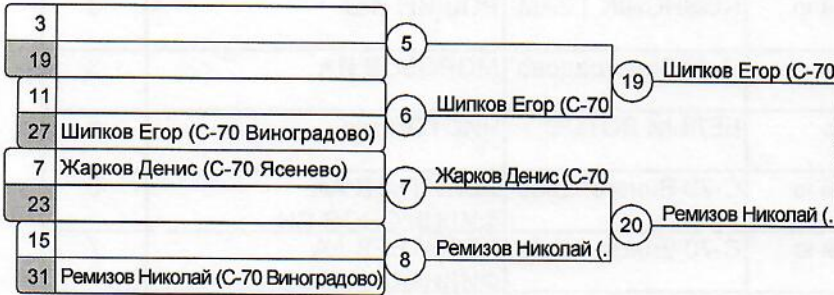 3
19
5
11
27 Шипков Егор (С-70 Виноградово)
6
Шипков Егор (С-70
19
Шипков Егор (С-70
7 Жарков Денис (С-70 Ясенево)
23
7
Жарков Денис (С-70
15
31 Ремизов Николай (С-70 Виноградово)
8
Ремизов Николай (.
20
Ремизов Николай (.